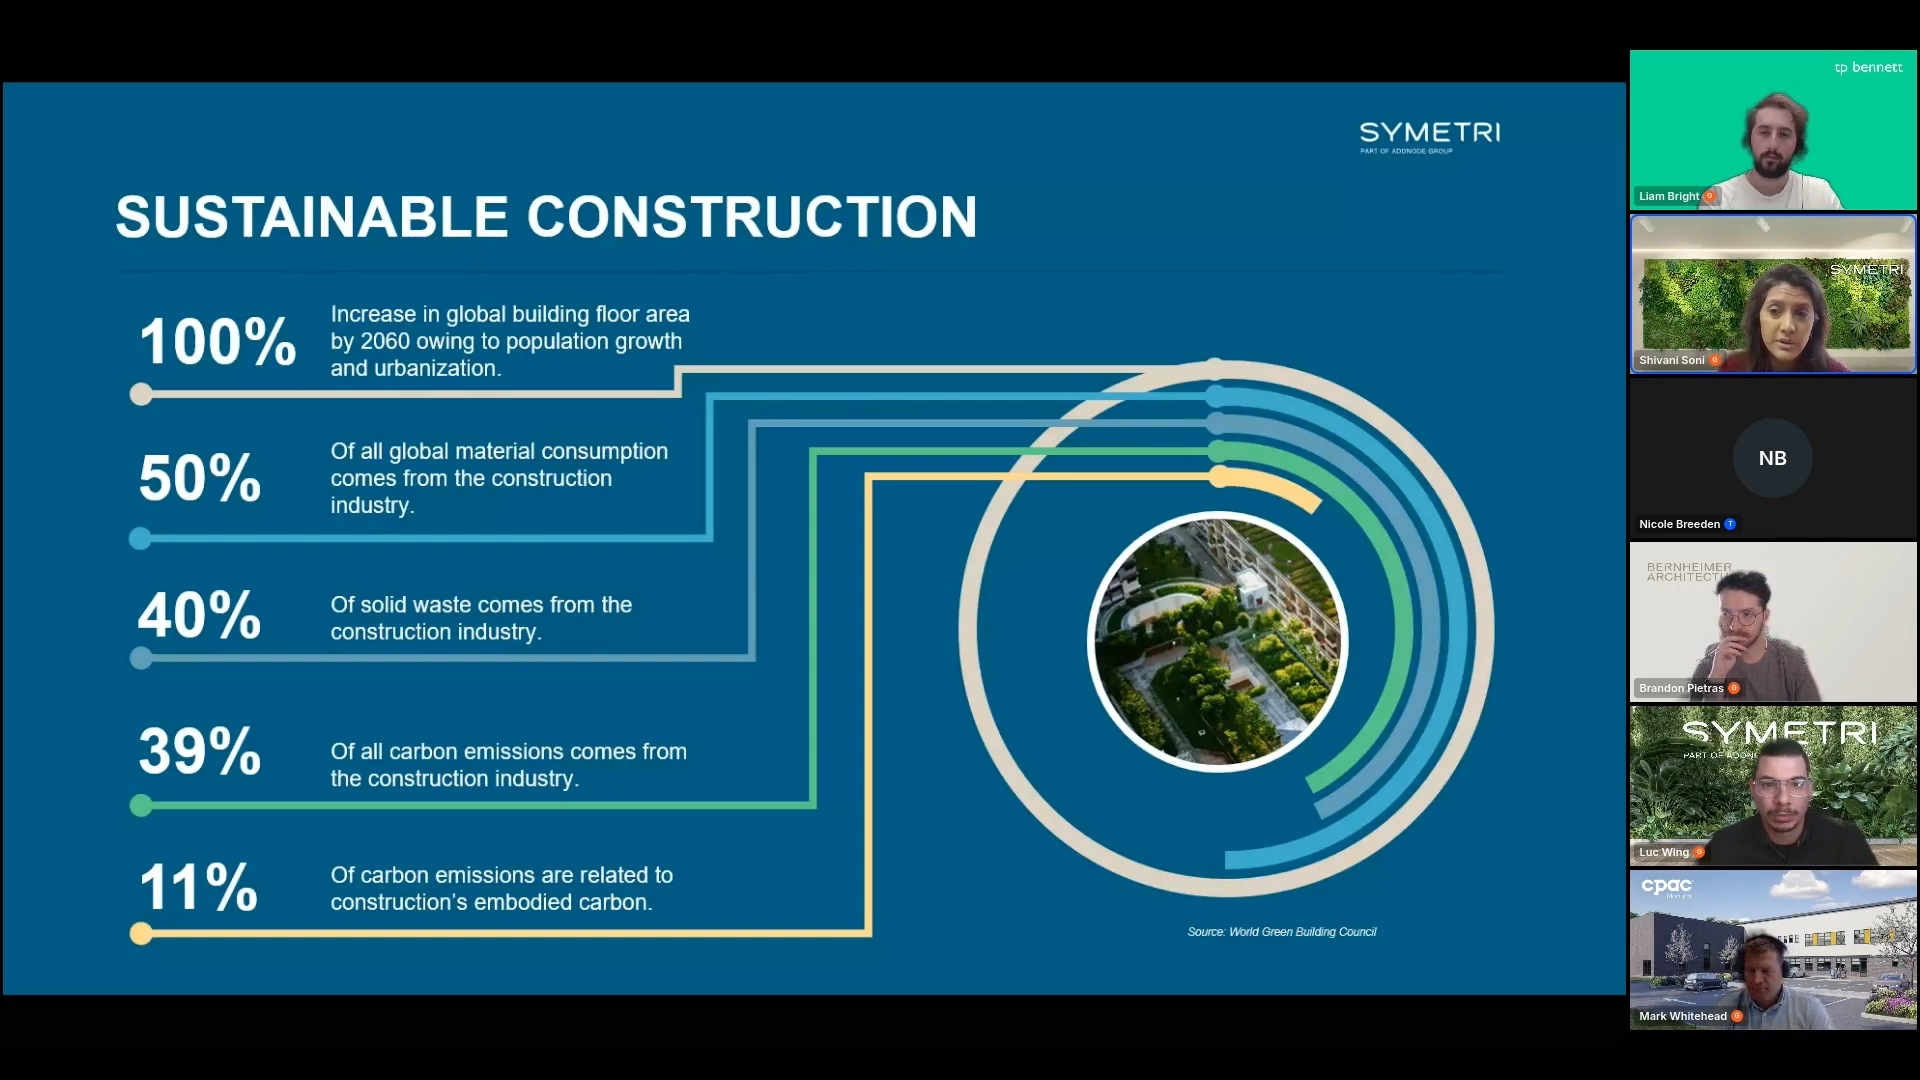 SYMETRI
PART OF ADDNODE GROUP
SUSTAINABLE CONSTRUCTION
100%
Increase in global building floor area
by 2060 owing to population growth
and urbanization.
50%
Of all global material consumption
comes from the construction
industry.
40%
Of solid waste comes from the
construction industry.
39%
Of all carbon emissions comes from
the construction industry.
11%
Of carbon emissions are related to
construction's embodied carbon.
Source: World Green Building Council
tp bennett
Liam Bright G
SYMETRI
Shivani Soni G
NB
Nicole Breeden T
BERNHEIMER
Brandon Pietras G
SYMETRI
PART OF
Luc Wing G
cpac
Mark Whitehead G